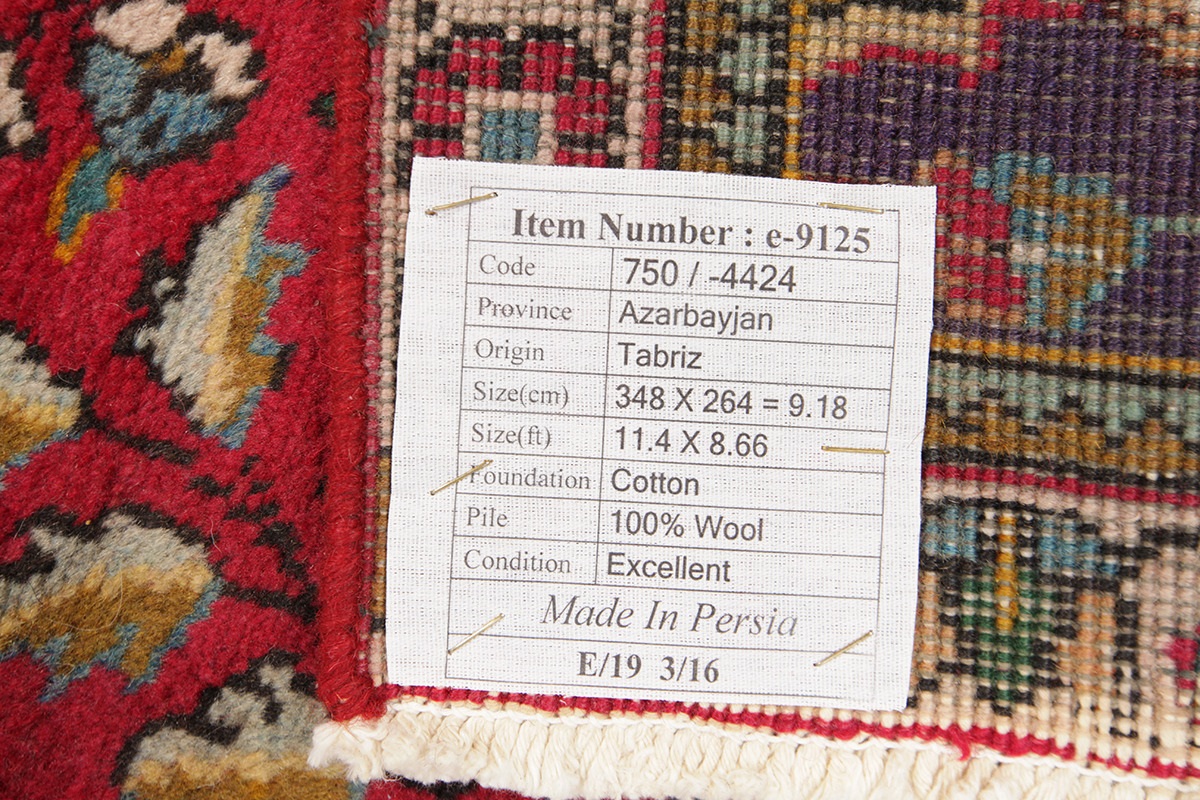 Item Number : e-9125
Code 750 / -4424
Province Azarbayjan
Origin Tabriz
Size(cm) 348 X 264 = 9.18
Size(ft) 11.4 X 8.66
Foundation Cotton
Pile 100% Wool
Condition Excellent
Made In Persia
E/19 3/16